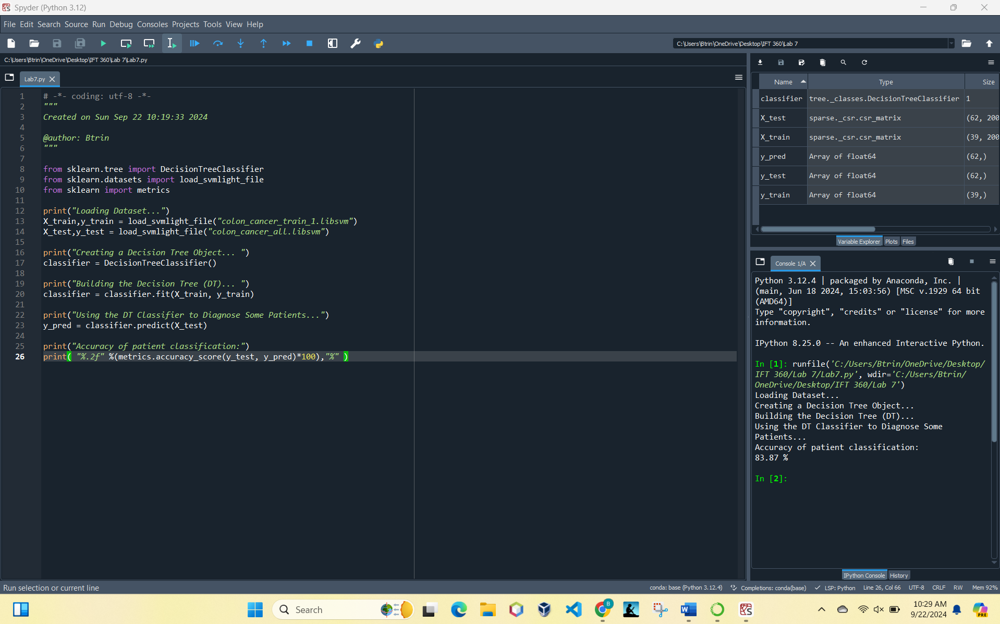 Spyder (Python 3.12)
File Edit Search Source Run Debug Consoles Projects Tools View Help
C:\Users\Btrin\OneDrive\Desktop\IFT 360\Lab 7
C:\Users\Btrin\OneDrive\Desktop\IFT 360\Lab 7\Lab7.py
Lab7.py
1 # -*- coding: utf-8 -*-
2 """
3 Created on Sun Sep 22 10:19:33 2024
4
5 @author: Btrin
6 """
7
8 from sklearn.tree import DecisionTreeClassifier
9 from sklearn.datasets import load_svmlight_file
10 from sklearn import metrics
11
12 print("Loading Dataset...")
13 X_train,y_train = load_svmlight_file("colon_cancer_train_1.libsvm")
14 X_test,y_test = load_svmlight_file("colon_cancer_all.libsvm")
15
16 print("Creating a Decision Tree Object... ")
17 classifier = DecisionTreeClassifier()
18
19 print("Building the Decision Tree (DT)... ")
20 classifier = classifier.fit(X_train, y_train)
21
22 print("Using the DT Classifier to Diagnose Some Patients...")
23 y_pred = classifier.predict(X_test)
24
25 print("Accuracy of patient classification:")
26 print( "%.2f" %(metrics.accuracy_score(y_test, y_pred)*100),"%" )
Name Type Size
classifier tree._classes.DecisionTreeClassifier 1
X_test sparse._csr.csr_matrix (62, 200
X_train sparse._csr.csr_matrix (39, 200
y_pred Array of float64 (62,)
y_test Array of float64 (62,)
y_train Array of float64 (39,)
Variable Explorer Plots Files
Console 1/A
Python 3.12.4 | packaged by Anaconda, Inc. |
(main, Jun 18 2024, 15:03:56) [MSC v.1929 64 bit
(AMD64)]
Type "copyright", "credits" or "license" for more
information.
IPython 8.25.0 -- An enhanced Interactive Python.
In [1]: runfile('C:/Users/Btrin/OneDrive/Desktop/
IFT 360/Lab 7/Lab7.py', wdir='C:/Users/Btrin/
OneDrive/Desktop/IFT 360/Lab 7')
Loading Dataset...
Creating a Decision Tree Object...
Building the Decision Tree (DT)...
Using the DT Classifier to Diagnose Some
Patients...
Accuracy of patient classification:
83.87 %
In [2]:
IPython Console History
Run selection or current line
conda: base (Python 3.12.4) Completions: conda(base) LSP: Python Line 26, Col 66 UTF-8 CRLF RW Mem 92%
Search
B
W
PRE
10:29 AM
9/22/2024